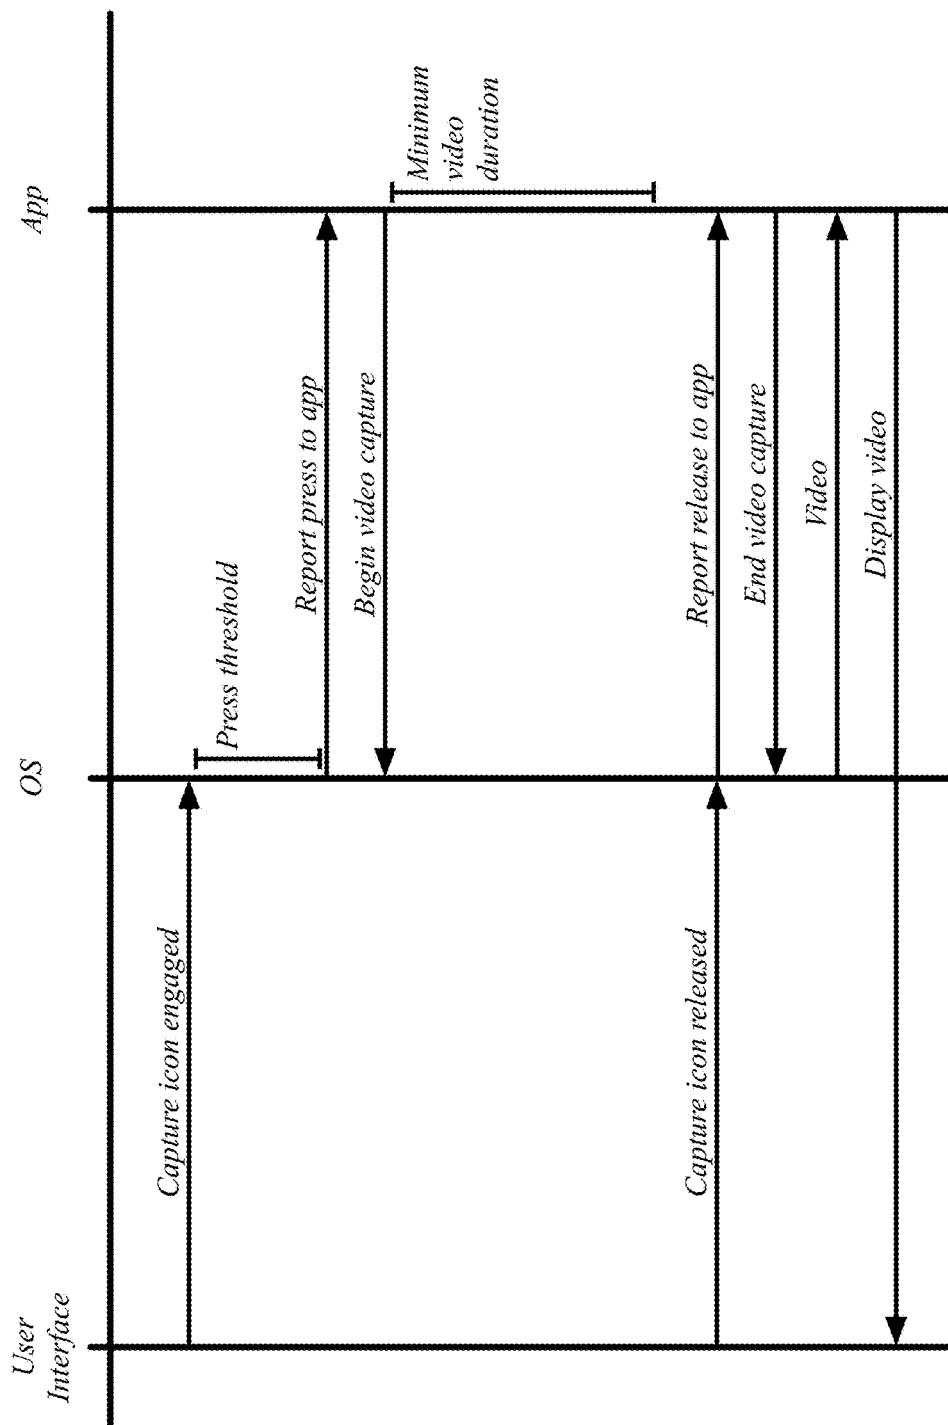 User
Interface
OS
App
Capture icon engaged
Press threshold
Report press to app
Begin video capture
Minimum
video
duration
Capture icon released
Report release to app
End video capture
Video
Display video